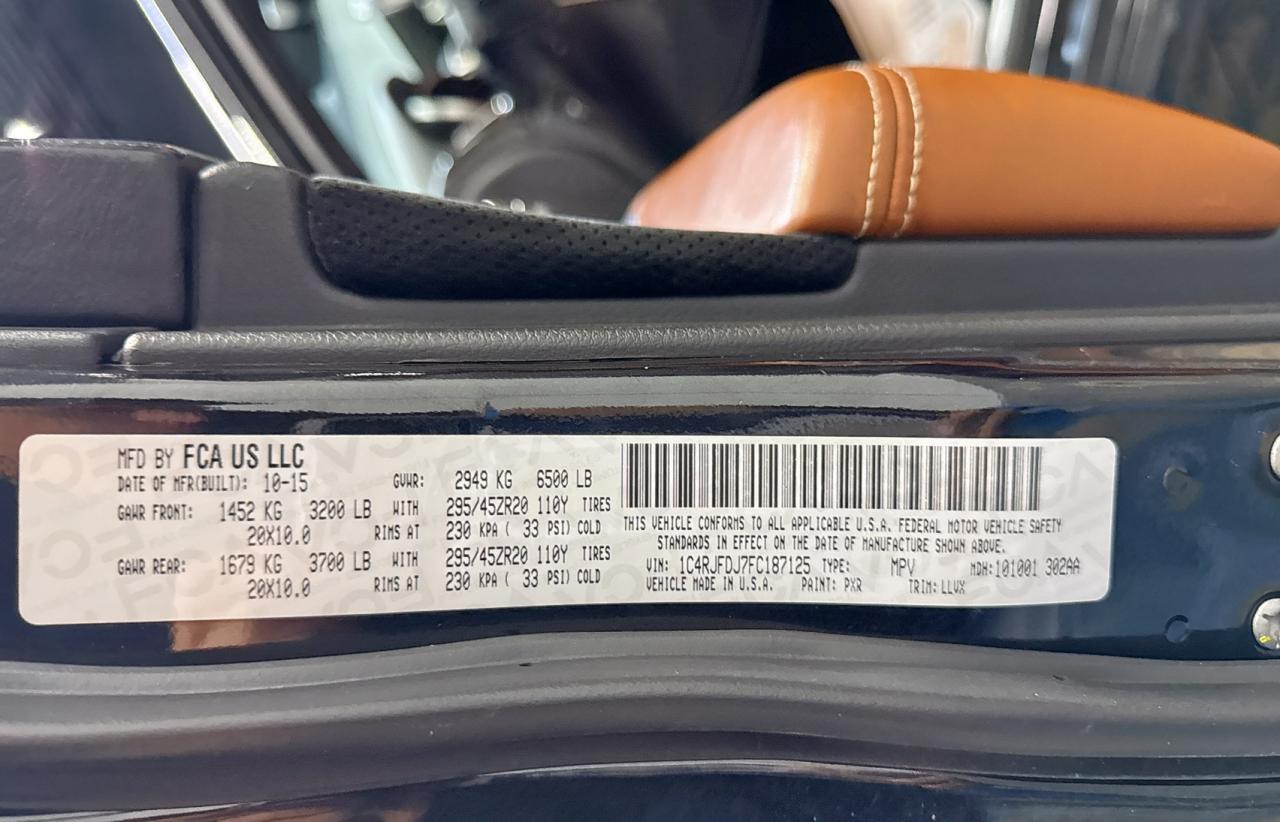 MFD BY FCA US LLC
DATE OF MFR(BUILT): 10-15 GVWR: 2949 KG 6500 LB
GAWR FRONT: 1452 KG 3200 LB WITH 295/45ZR20 110Y TIRES
20X10.0 RIMS AT 230 KPA ( 33 PSI) COLD
GAWR REAR: 1679 KG 3700 LB WITH 295/45ZR20 110Y TIRES
20X10.0 RIMS AT 230 KPA ( 33 PSI) COLD
THIS VEHICLE CONFORMS TO ALL APPLICABLE U.S.A. FEDERAL MOTOR VEHICLE SAFETY
STANDARDS IN EFFECT ON THE DATE OF MANUFACTURE SHOWN ABOVE.
VIN: 1C4RJFDJ7FC187125 TYPE: MPV MDH:101001 302AA
VEHICLE MADE IN U.S.A. PAINT: PXR TRIM: LLVX